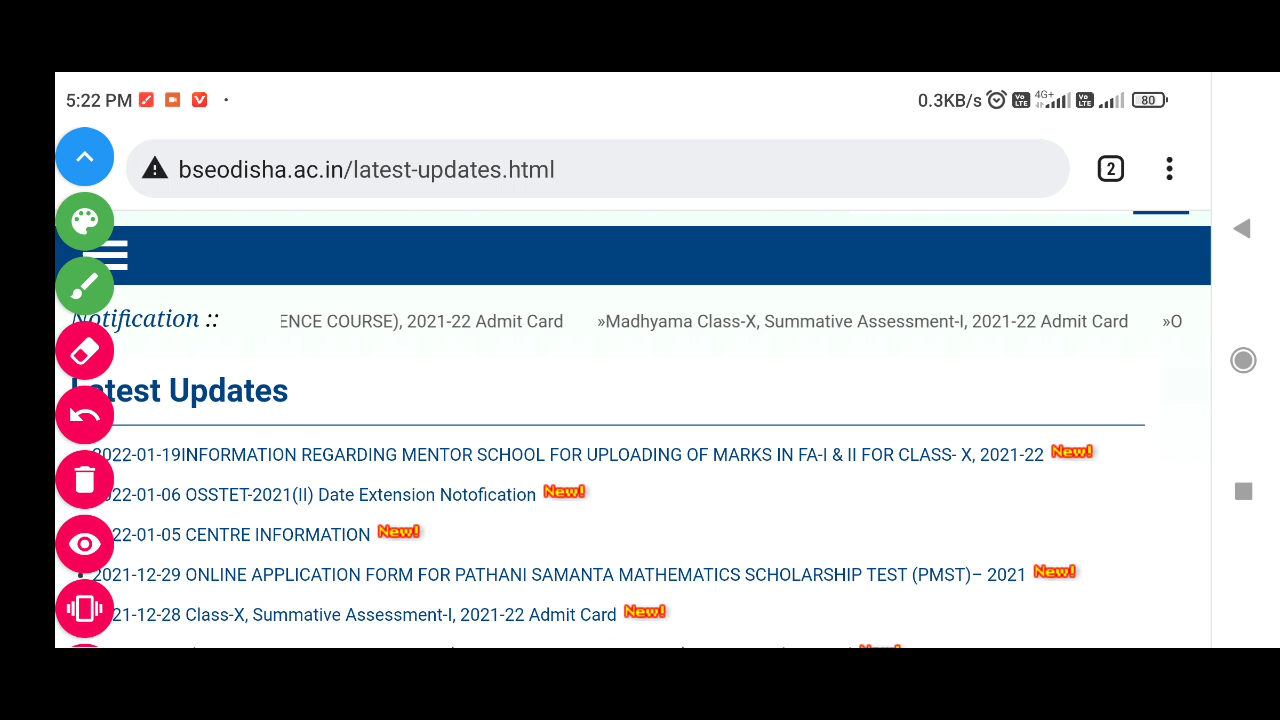 5:22 PM 0.3KB/s Vo LTE 4G+ Vo LTE 80
bseodisha.ac.in/latest-updates.html 2
Notification :: ENCE COURSE), 2021-22 Admit Card »Madhyama Class-X, Summative Assessment-I, 2021-22 Admit Card »O
Latest Updates
2022-01-19INFORMATION REGARDING MENTOR SCHOOL FOR UPLOADING OF MARKS IN FA-I & II FOR CLASS- X, 2021-22 New!
22-01-06 OSSTET-2021(II) Date Extension Notofication New!
22-01-05 CENTRE INFORMATION New!
2021-12-29 ONLINE APPLICATION FORM FOR PATHANI SAMANTA MATHEMATICS SCHOLARSHIP TEST (PMST)– 2021 New!
21-12-28 Class-X, Summative Assessment-I, 2021-22 Admit Card New!